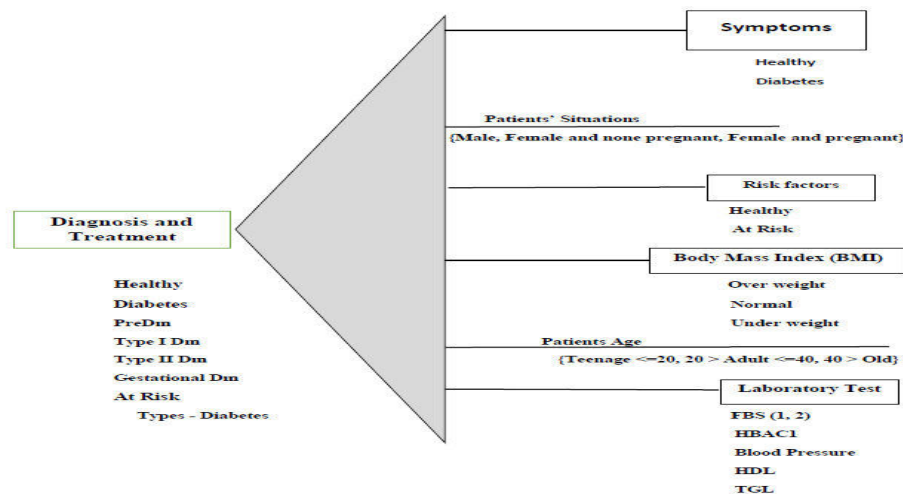 Symptoms
Healthy
Diabetes
Patients' Situations
{Male, Female and none pregnant, Female and pregnant}
Risk factors
Healthy
At Risk
Diagnosis and
Treatment
Body Mass Index (BMI)
Healthy
Diabetes
PreDm
Type I Dm
Type II Dm
Gestational Dm
At Risk
Types - Diabetes
Over weight
Normal
Under weight
Patients Age
{Teenage <=20, 20 > Adult <=40, 40 > Old}
Laboratory Test
FBS (1, 2)
HBAC1
Blood Pressure
HDL
TGL